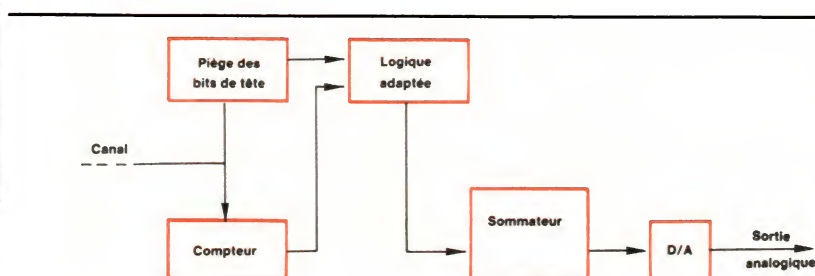 Piège des
bits de tête
Logique
adaptée
Canal
Compteur
Sommateur
D/A
Sortie
analogique